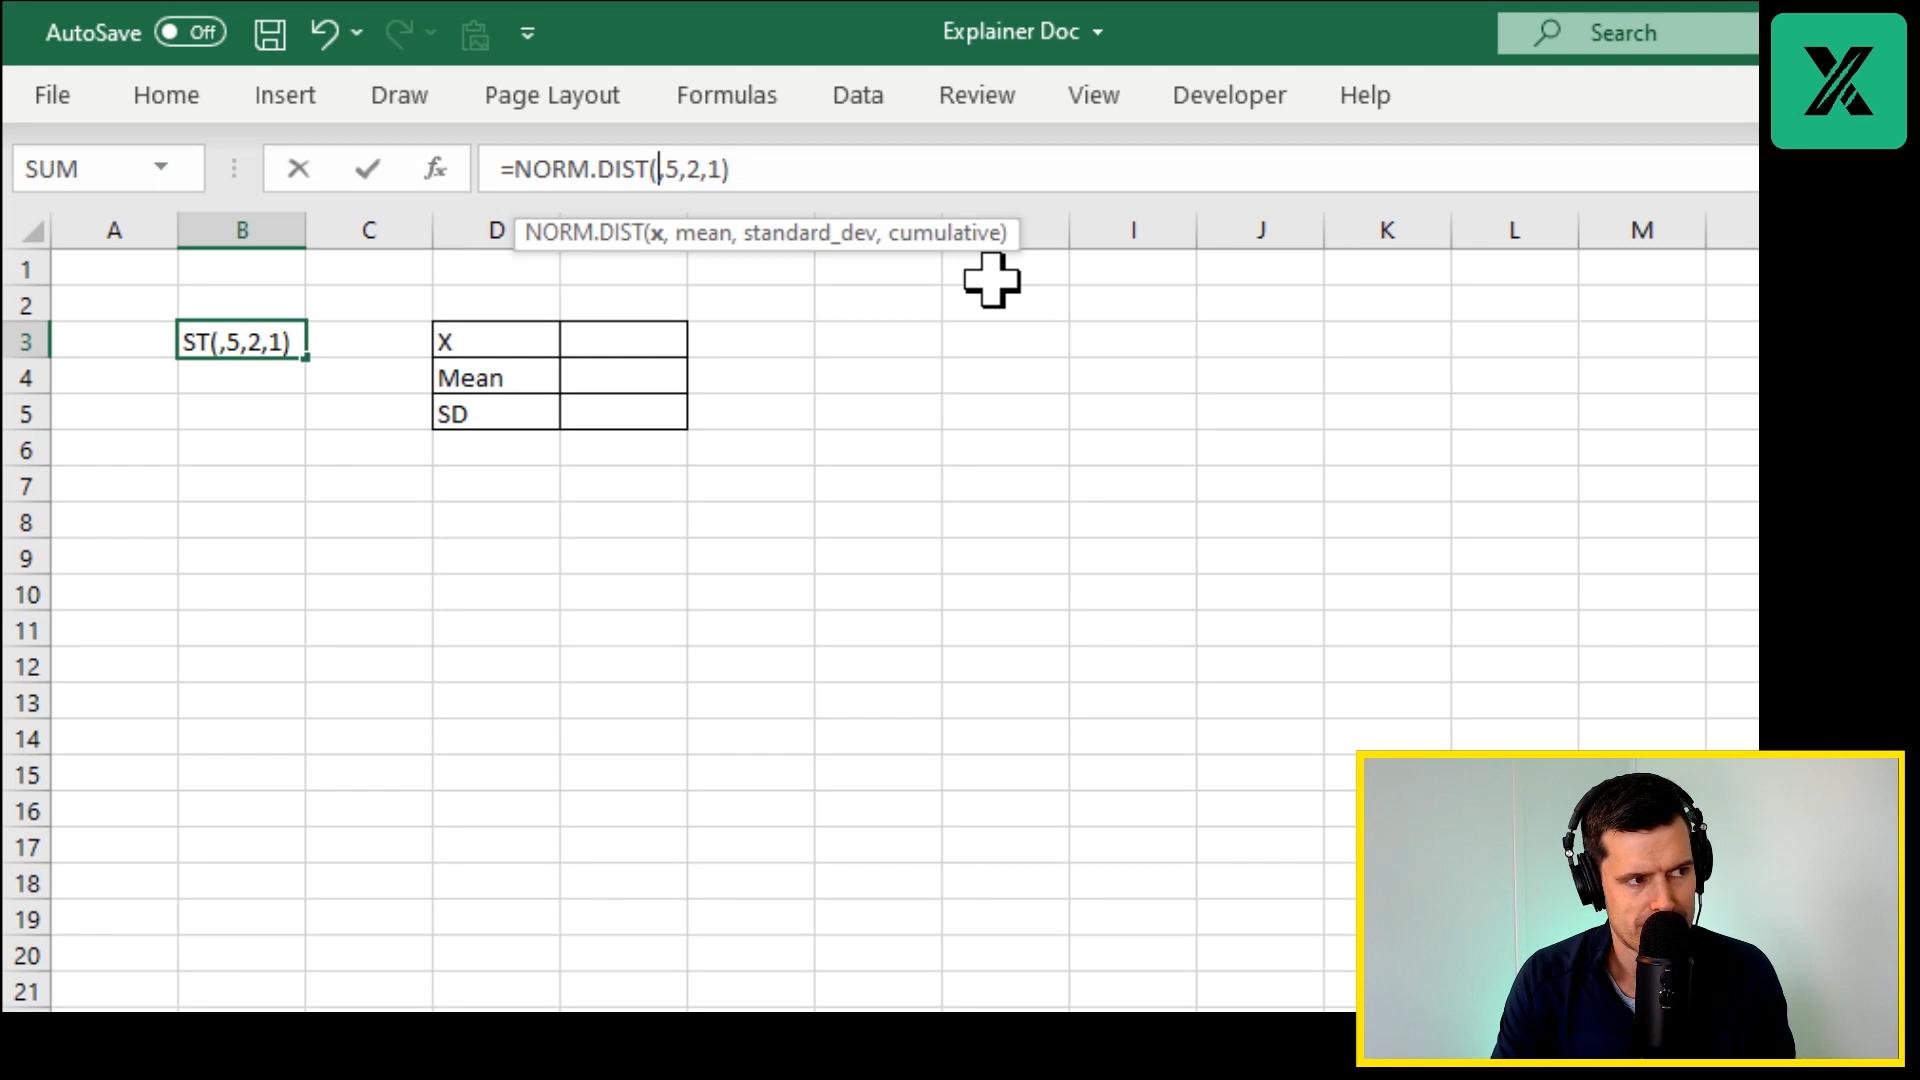 AutoSave Off Explainer Doc Search
File Home Insert Draw Page Layout Formulas Data Review View Developer Help
SUM fx =NORM.DIST(,5,2,1)
NORM.DIST(x, mean, standard_dev, cumulative)
A B C D I J K L M
1
2
3 ST(,5,2,1) X
4 Mean
5 SD
6
7
8
9
10
11
12
13
14
15
16
17
18
19
20
21